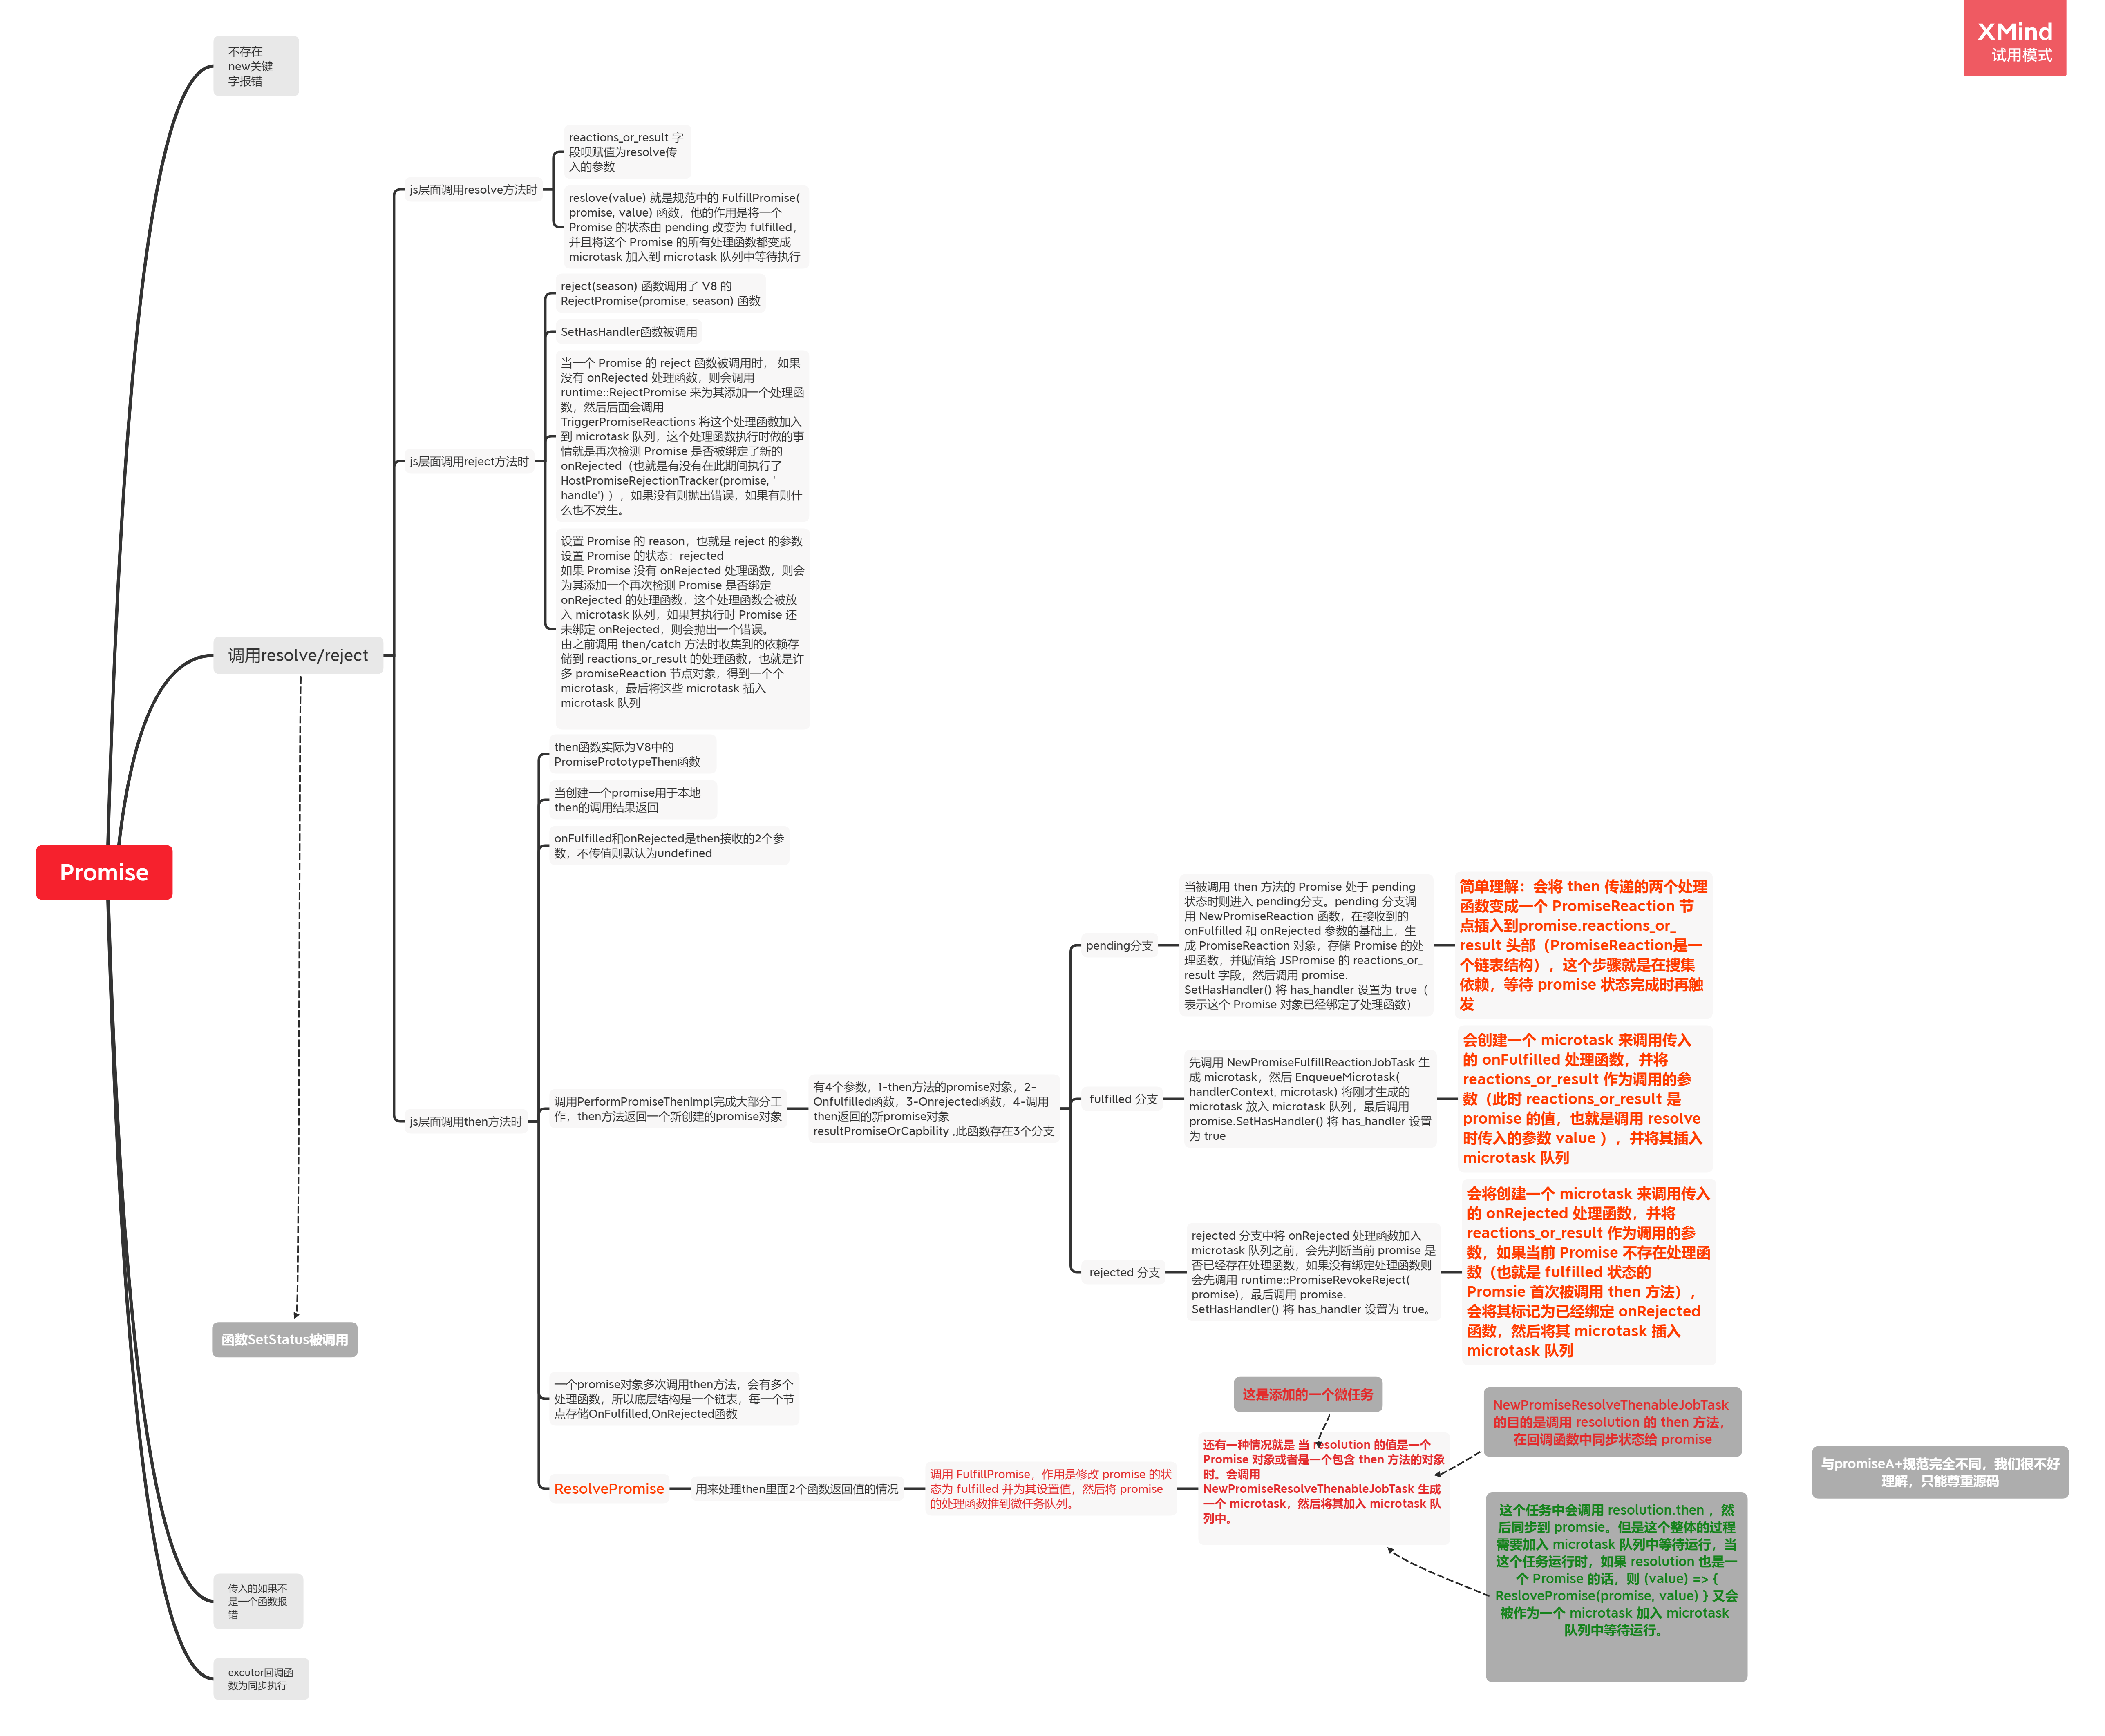 XMind
试用模式
不存在
new关键
字报错
reactions_or_result 字
段呗赋值为resolve传
入的参数
js层面调用resolve方法时
reslove(value) 就是规范中的 FulfillPromise(
promise, value) 函数，他的作用是将一个
Promise 的状态由 pending 改变为 fulfilled，
并且将这个 Promise 的所有处理函数都变成
microtask 加入到 microtask 队列中等待执行
reject(season) 函数调用了 V8 的
RejectPromise(promise, season) 函数
SetHasHandler函数被调用
当一个 Promise 的 reject 函数被调用时， 如果
没有 onRejected 处理函数，则会调用
runtime::RejectPromise 来为其添加一个处理函
数，然后后面会调用
TriggerPromiseReactions 将这个处理函数加入
到 microtask 队列，这个处理函数执行时做的事
情就是再次检测 Promise 是否被绑定了新的
onRejected（也就是有没有在此期间执行了
HostPromiseRejectionTracker(promise, '
handle') ），如果没有则抛出错误，如果有则什
么也不发生。
js层面调用reject方法时
设置 Promise 的 reason，也就是 reject 的参数
设置 Promise 的状态：rejected
如果 Promise 没有 onRejected 处理函数，则会
为其添加一个再次检测 Promise 是否绑定
onRejected 的处理函数，这个处理函数会被放
入 microtask 队列，如果其执行时 Promise 还
未绑定 onRejected，则会抛出一个错误。
由之前调用 then/catch 方法时收集到的依赖存
储到 reactions_or_result 的处理函数，也就是许
多 promiseReaction 节点对象，得到一个个
microtask，最后将这些 microtask 插入
microtask 队列
调用resolve/reject
then函数实际为V8中的
PromisePrototypeThen函数
当创建一个promise用于本地
then的调用结果返回
onFulfilled和onRejected是then接收的2个参
数，不传值则默认为undefined
Promise
当被调用 then 方法的 Promise 处于 pending
状态时则进入 pending分支。pending 分支调
用 NewPromiseReaction 函数，在接收到的
onFulfilled 和 onRejected 参数的基础上，生
成 PromiseReaction 对象，存储 Promise 的处
理函数，并赋值给 JSPromise 的 reactions_or_
result 字段，然后调用 promise.
SetHasHandler() 将 has_handler 设置为 true（
表示这个 Promise 对象已经绑定了处理函数）
pending分支
简单理解：会将 then 传递的两个处理
函数变成一个 PromiseReaction 节
点插入到promise.reactions_or_
result 头部（PromiseReaction是一
个链表结构），这个步骤就是在搜集
依赖，等待 promise 状态完成时再触
发
fulfilled 分支
先调用 NewPromiseFulfillReactionJobTask 生
成 microtask，然后 EnqueueMicrotask(
handlerContext, microtask) 将刚才生成的
microtask 放入 microtask 队列，最后调用
promise.SetHasHandler() 将 has_handler 设置
为 true
会创建一个 microtask 来调用传入
的 onFulfilled 处理函数，并将
reactions_or_result 作为调用的参
数（此时 reactions_or_result 是
promise 的值，也就是调用 resolve
时传入的参数 value ），并将其插入
microtask 队列
js层面调用then方法时
调用PerformPromiseThenImpl完成大部分工
作，then方法返回一个新创建的promise对象
有4个参数，1-then方法的promise对象，2-
Onfulfilled函数，3-Onrejected函数，4-调用
then返回的新promise对象
resultPromiseOrCapbility ,此函数存在3个分支
rejected 分支
rejected 分支中将 onRejected 处理函数加入
microtask 队列之前，会先判断当前 promise 是
否已经存在处理函数，如果没有绑定处理函数则
会先调用 runtime::PromiseRevokeReject(
promise)，最后调用 promise.
SetHasHandler() 将 has_handler 设置为 true。
会将创建一个 microtask 来调用传入
的 onRejected 处理函数，并将
reactions_or_result 作为调用的参
数，如果当前 Promise 不存在处理函
数（也就是 fulfilled 状态的
Promsie 首次被调用 then 方法），
会将其标记为已经绑定 onRejected
函数，然后将其 microtask 插入
microtask 队列
函数SetStatus被调用
一个promise对象多次调用then方法，会有多个
处理函数，所以底层结构是一个链表，每一个节
点存储OnFulfilled,OnRejected函数
这是添加的一个微任务
NewPromiseResolveThenableJobTask
的目的是调用 resolution 的 then 方法，
在回调函数中同步状态给 promise
ResolvePromise
用来处理then里面2个函数返回值的情况
调用 FulfillPromise，作用是修改 promise 的状
态为 fulfilled 并为其设置值，然后将 promise
的处理函数推到微任务队列。
还有一种情况就是 当 resolution 的值是一个
Promise 对象或者是一个包含 then 方法的对象
时。会调用
NewPromiseResolveThenableJobTask 生成
一个 microtask，然后将其加入 microtask 队
列中。
与promiseA+规范完全不同，我们很不好
理解，只能尊重源码
这个任务中会调用 resolution.then ，然
后同步到 promsie。但是这个整体的过程
需要加入 microtask 队列中等待运行，当
这个任务运行时，如果 resolution 也是一
个 Promise 的话，则 (value) => {
ReslovePromise(promise, value) } 又会
被作为一个 microtask 加入 microtask
队列中等待运行。
传入的如果不
是一个函数报
错
excutor回调函
数为同步执行